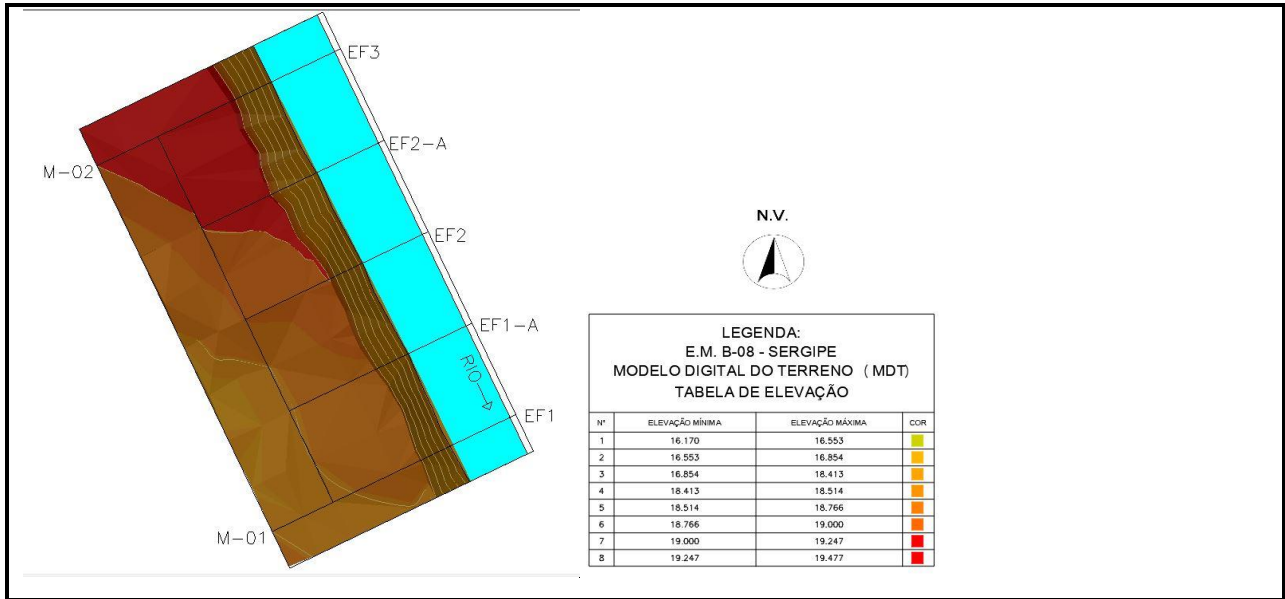 EF3
EF2-A
M-02
EF2
EF1-A
RIO
EF1
M-01
N.V.
LEGENDA:
E.M. B-08 - SERGIPE
MODELO DIGITAL DO TERRENO ( MDT)
TABELA DE ELEVAÇÃO
N° ELEVAÇÃO MÍNIMA ELEVAÇÃO MÁXIMA COR
1 16.170 16.553
2 16.553 16.854
3 16.854 18.413
4 18.413 18.514
5 18.514 18.766
6 18.766 19.000
7 19.000 19.247
8 19.247 19.477